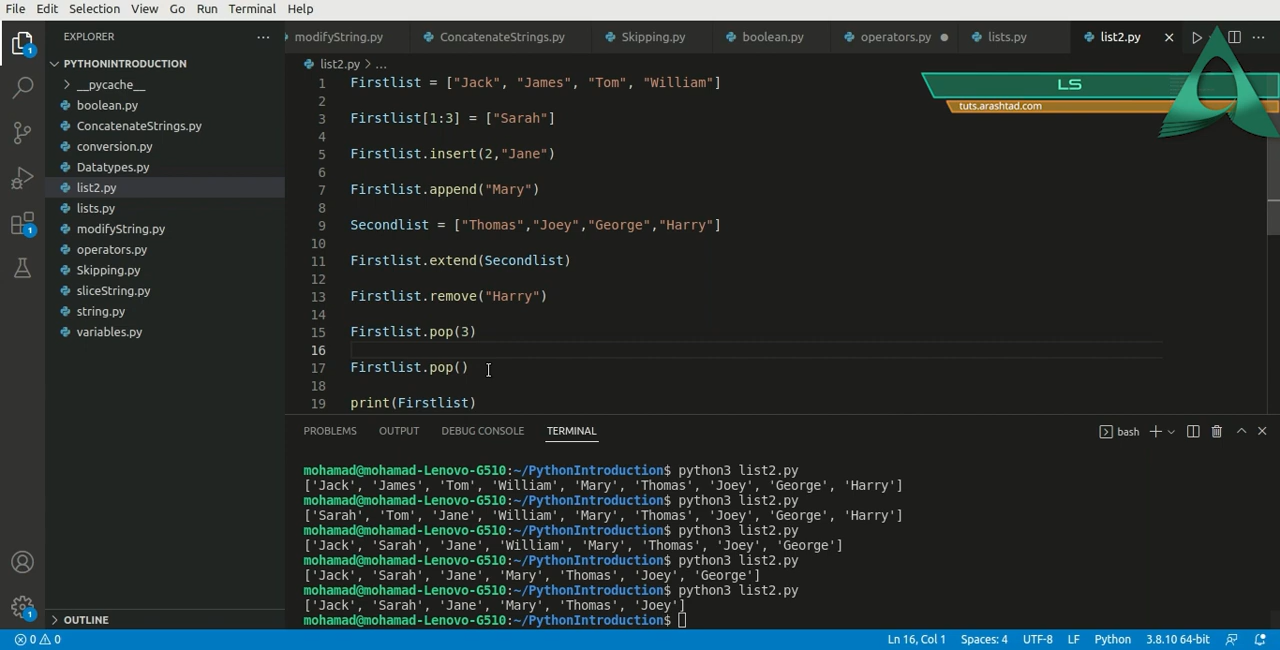 File Edit Selection View Go Run Terminal Help
EXPLORER
modifyString.py ConcatenateStrings.py Skipping.py boolean.py operators.py lists.py list2.py
PYTHONINTRODUCTION
__pycache__
boolean.py
ConcatenateStrings.py
conversion.py
Datatypes.py
list2.py
lists.py
modifyString.py
operators.py
Skipping.py
sliceString.py
string.py
variables.py
OUTLINE
1
1
1
list2.py > ...
LS
tuts.arashtad.com
1 Firstlist = ["Jack", "James", "Tom", "William"]
2
3 Firstlist[1:3] = ["Sarah"]
4
5 Firstlist.insert(2,"Jane")
6
7 Firstlist.append("Mary")
8
9 Secondlist = ["Thomas","Joey","George","Harry"]
10
11 Firstlist.extend(Secondlist)
12
13 Firstlist.remove("Harry")
14
15 Firstlist.pop(3)
16
17 Firstlist.pop()
18
19 print(Firstlist)
PROBLEMS OUTPUT DEBUG CONSOLE TERMINAL
bash
mohamad@mohamad-Lenovo-G510:~/PythonIntroduction$ python3 list2.py
['Jack', 'James', 'Tom', 'William', 'Mary', 'Thomas', 'Joey', 'George', 'Harry']
mohamad@mohamad-Lenovo-G510:~/PythonIntroduction$ python3 list2.py
['Sarah', 'Tom', 'Jane', 'William', 'Mary', 'Thomas', 'Joey', 'George', 'Harry']
mohamad@mohamad-Lenovo-G510:~/PythonIntroduction$ python3 list2.py
['Jack', 'Sarah', 'Jane', 'William', 'Mary', 'Thomas', 'Joey', 'George']
mohamad@mohamad-Lenovo-G510:~/PythonIntroduction$ python3 list2.py
['Jack', 'Sarah', 'Jane', 'Mary', 'Thomas', 'Joey', 'George']
mohamad@mohamad-Lenovo-G510:~/PythonIntroduction$ python3 list2.py
['Jack', 'Sarah', 'Jane', 'Mary', 'Thomas', 'Joey']
mohamad@mohamad-Lenovo-G510:~/PythonIntroduction$
0 0 Ln 16, Col 1 Spaces: 4 UTF-8 LF Python 3.8.10 64-bit